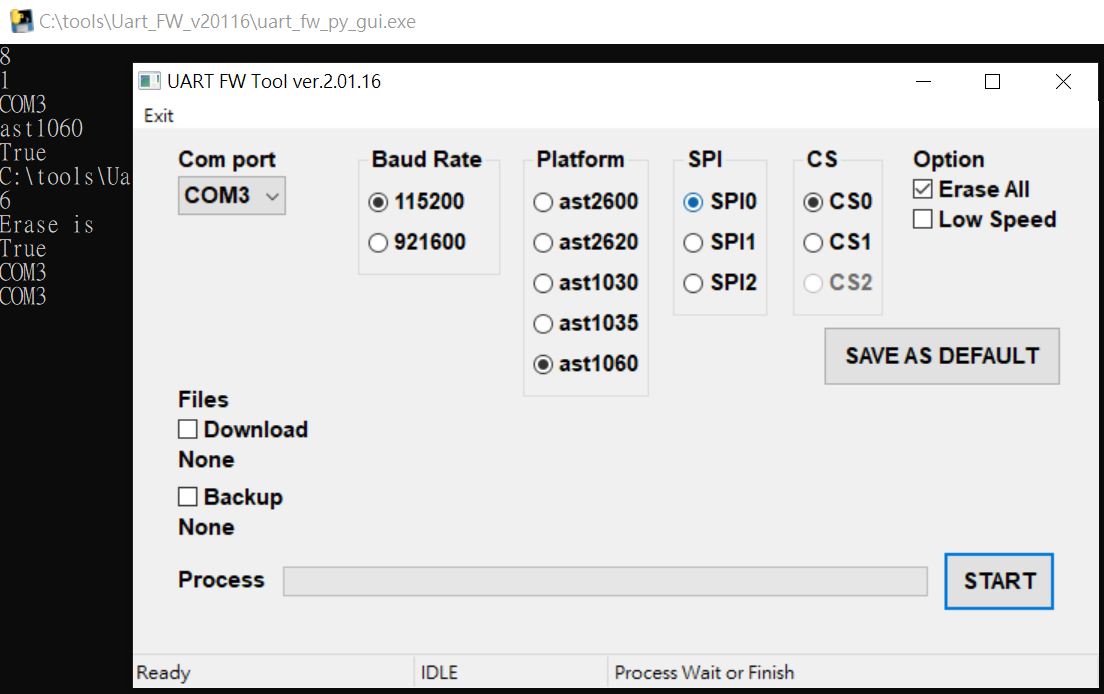 C:\tools\Uart_FW_v20116\uart_fw_py_gui.exe
8
1
COM3
ast1060
True
C:\tools\Ua
6
Erase is
True
COM3
COM3
UART FW Tool ver.2.01.16
Exit
Com port
COM3
Baud Rate
115200
921600
Platform
ast2600
ast2620
ast1030
ast1035
ast1060
SPI
SPI0
SPI1
SPI2
CS
CS0
CS1
CS2
Option
Erase All
Low Speed
SAVE AS DEFAULT
Files
Download
None
Backup
None
Process
START
Ready
IDLE
Process Wait or Finish